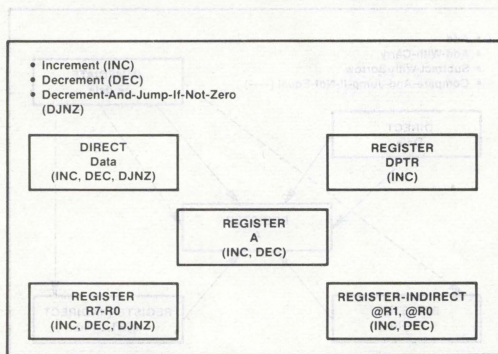 • Increment (INC)
• Decrement (DEC)
• Decrement-And-Jump-If-Not-Zero
(DJNZ)
DIRECT
Data
(INC, DEC, DJNZ)
REGISTER
DPTR
(INC)
REGISTER
A
(INC, DEC)
REGISTER
R7-R0
(INC, DEC, DJNZ)
REGISTER-INDIRECT
@R1, @R0
(INC, DEC)